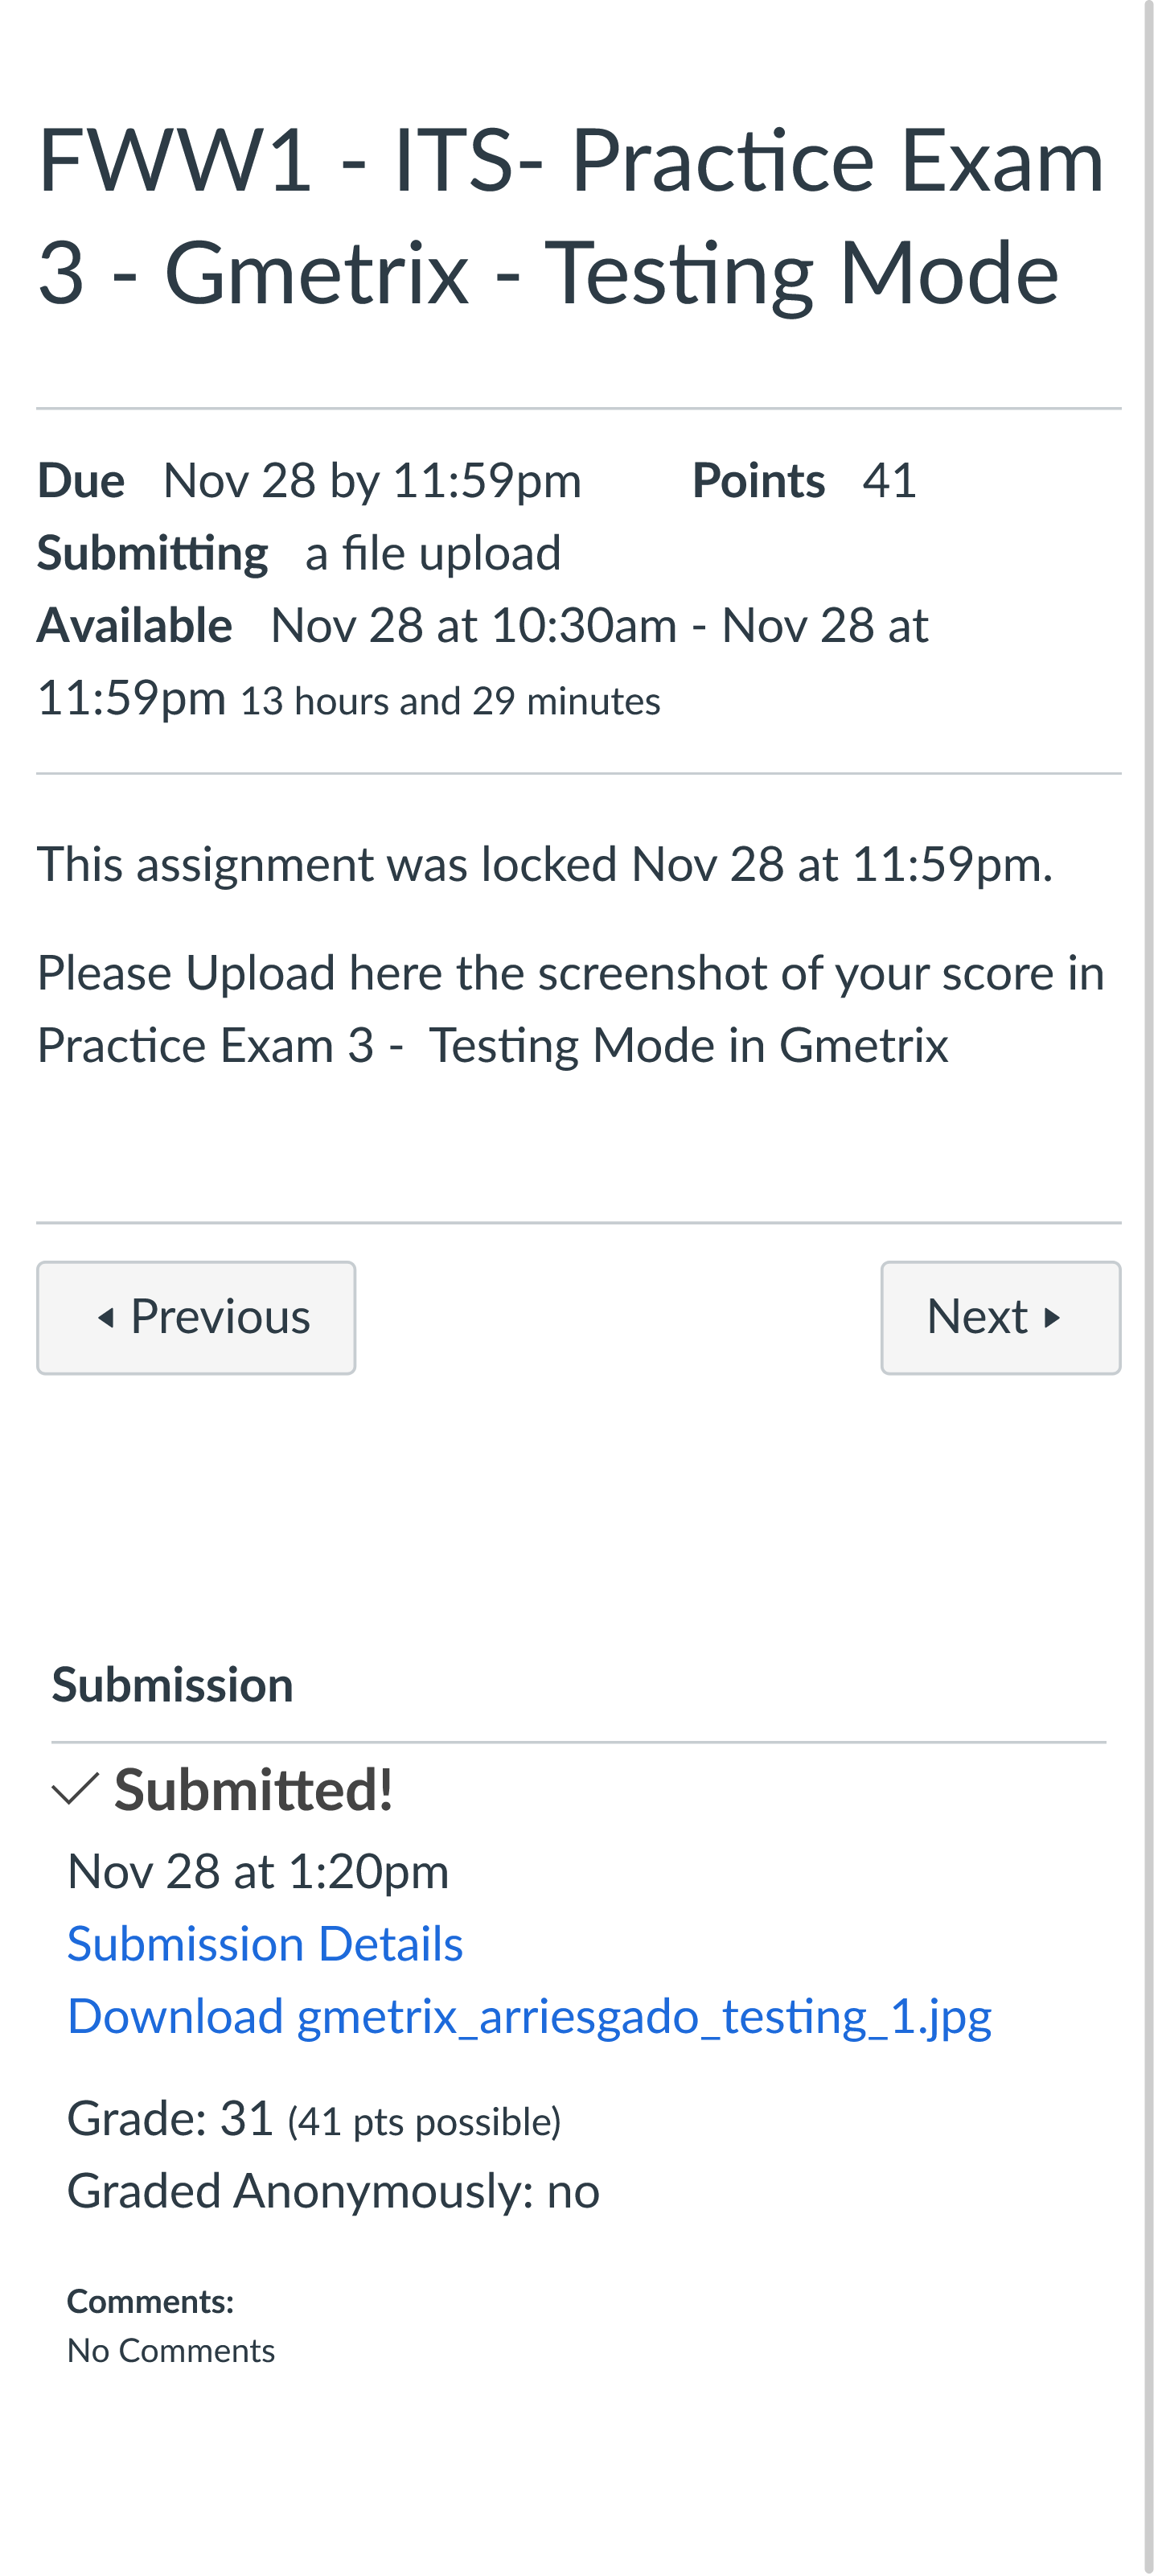 FWW1 - ITS- Practice Exam
3 - Gmetrix - Testing Mode
Due Nov 28 by 11:59pm Points 41
Submitting a file upload
Available Nov 28 at 10:30am - Nov 28 at
11:59pm 13 hours and 29 minutes
This assignment was locked Nov 28 at 11:59pm.
Please Upload here the screenshot of your score in
Practice Exam 3 - Testing Mode in Gmetrix
Previous
Next
Submission
Submitted!
Nov 28 at 1:20pm
Submission Details
Download gmetrix_arriesgado_testing_1.jpg
Grade: 31 (41 pts possible)
Graded Anonymously: no
Comments:
No Comments